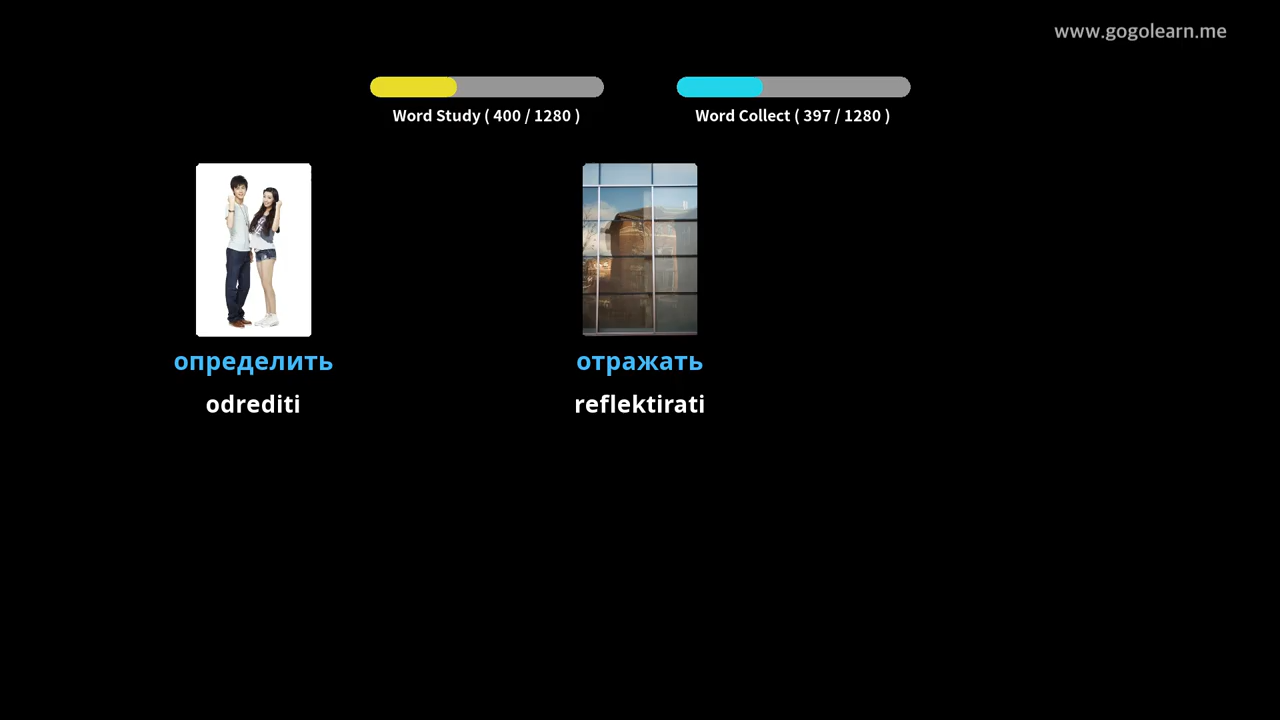 www.gogolearn.me
Word Study ( 400 / 1280 )
Word Collect ( 397 / 1280 )
определить
odrediti
отражать
reflektirati